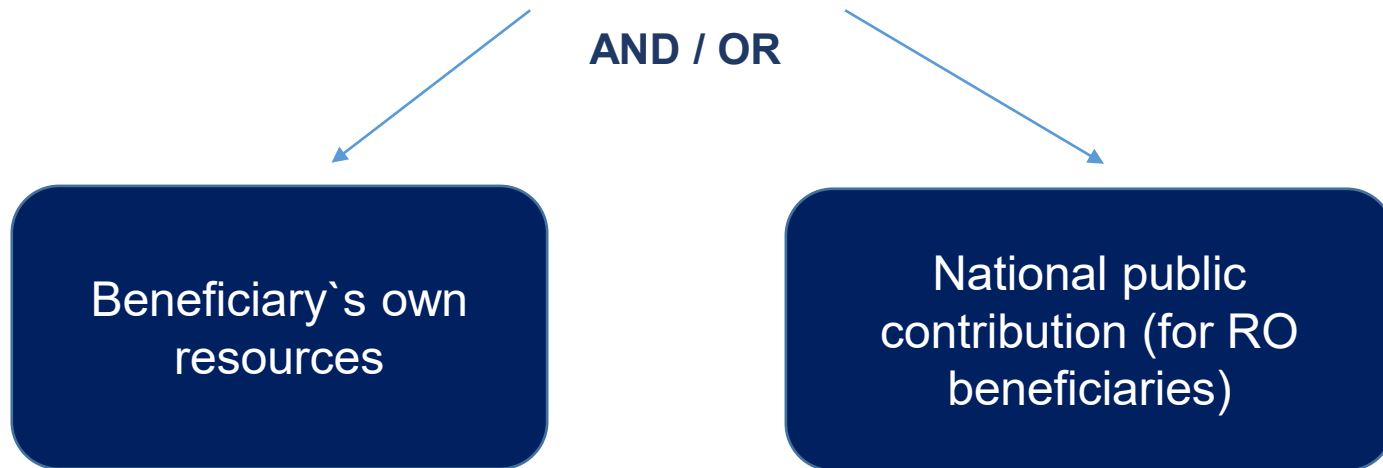 AND / OR
Beneficiary`s own
resources
National public
contribution (for RO
beneficiaries)